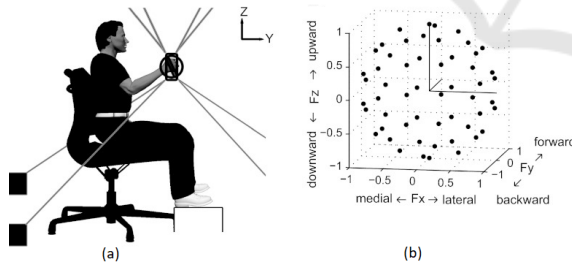 Z
Y
(a)
(b)
downward ← Fz → upward
1
0.5
0
−0.5
−1
−1
−0.5
0
0.5
1
medial ← Fx → lateral
1
0
−1
forward
Fy
backward
← →